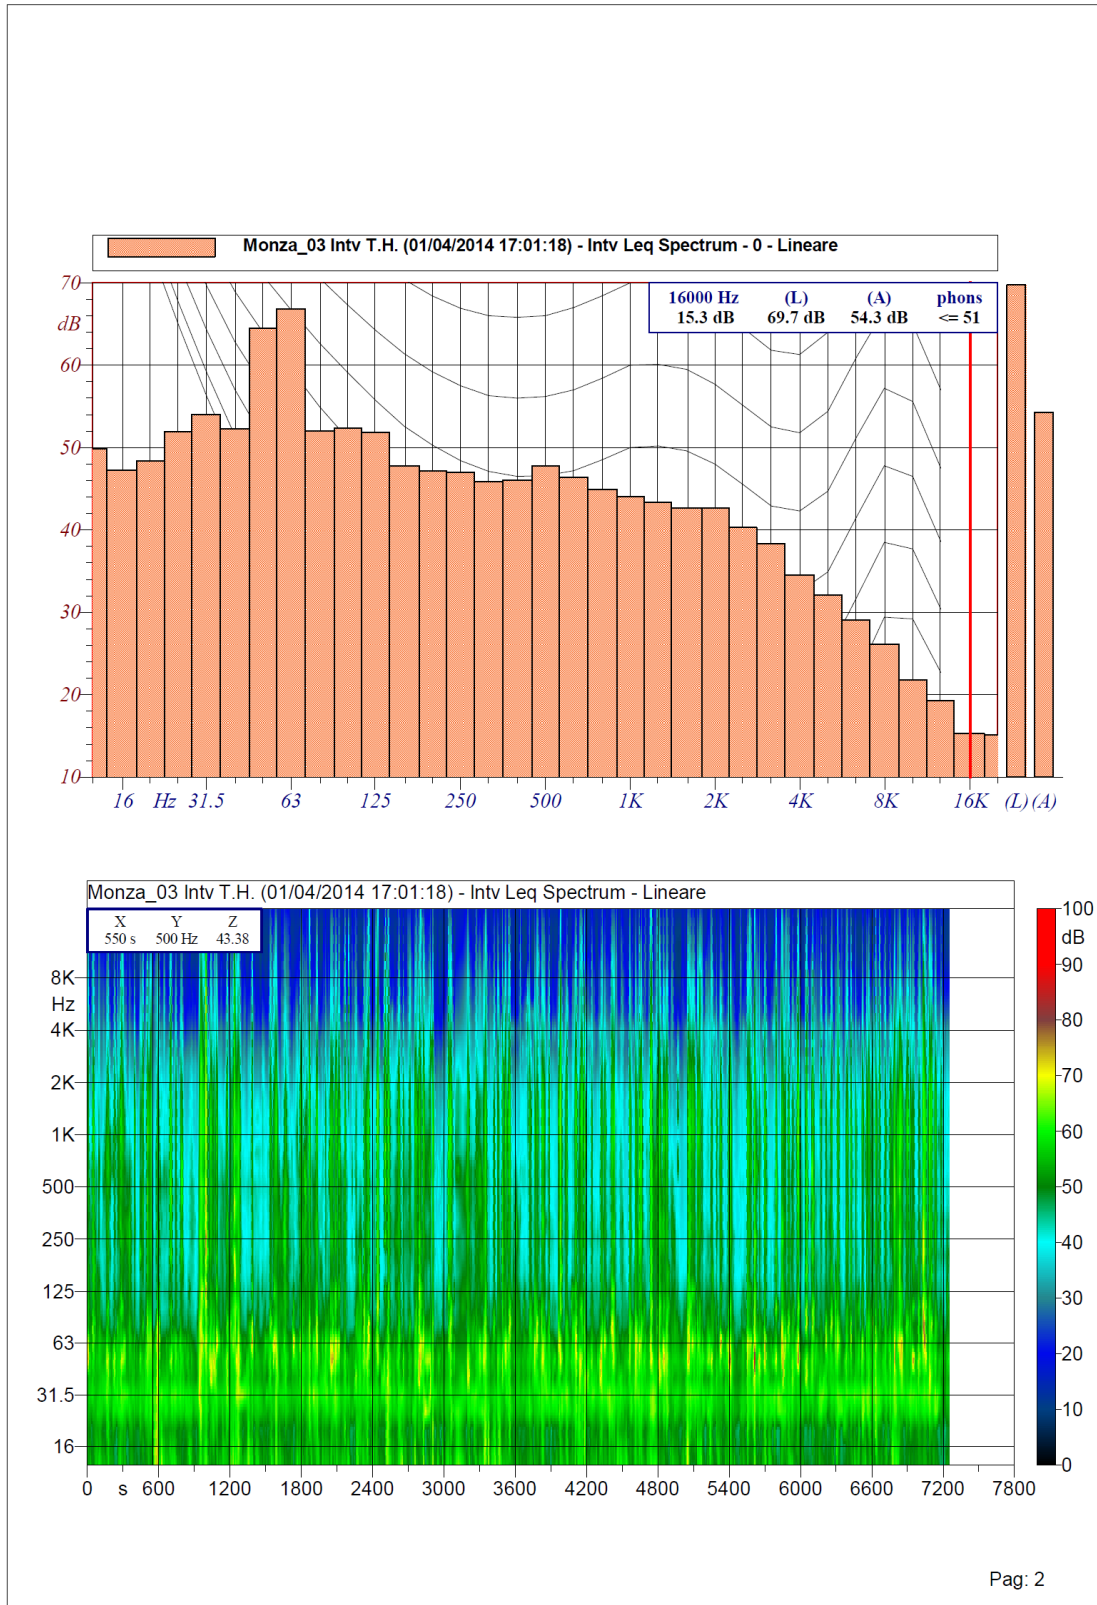 Monza_03 Intv T.H. (01/04/2014 17:01:18) - Intv Leq Spectrum - 0 - Lineare
70
dB
60
50
40
30
20
10
16000 Hz (L) (A) phons
15.3 dB 69.7 dB 54.3 dB <= 51
16 Hz 31.5 63 125 250 500 1K 2K 4K 8K 16K (L) (A)
Monza_03 Intv T.H. (01/04/2014 17:01:18) - Intv Leq Spectrum - Lineare
X Y Z
550 s 500 Hz 43.38
8K
Hz
4K
2K
1K
500
250
125
63
31.5
16
0 s 600 1200 1800 2400 3000 3600 4200 4800 5400 6000 6600 7200 7800
100
dB
90
80
70
60
50
40
30
20
10
0
Pag: 2